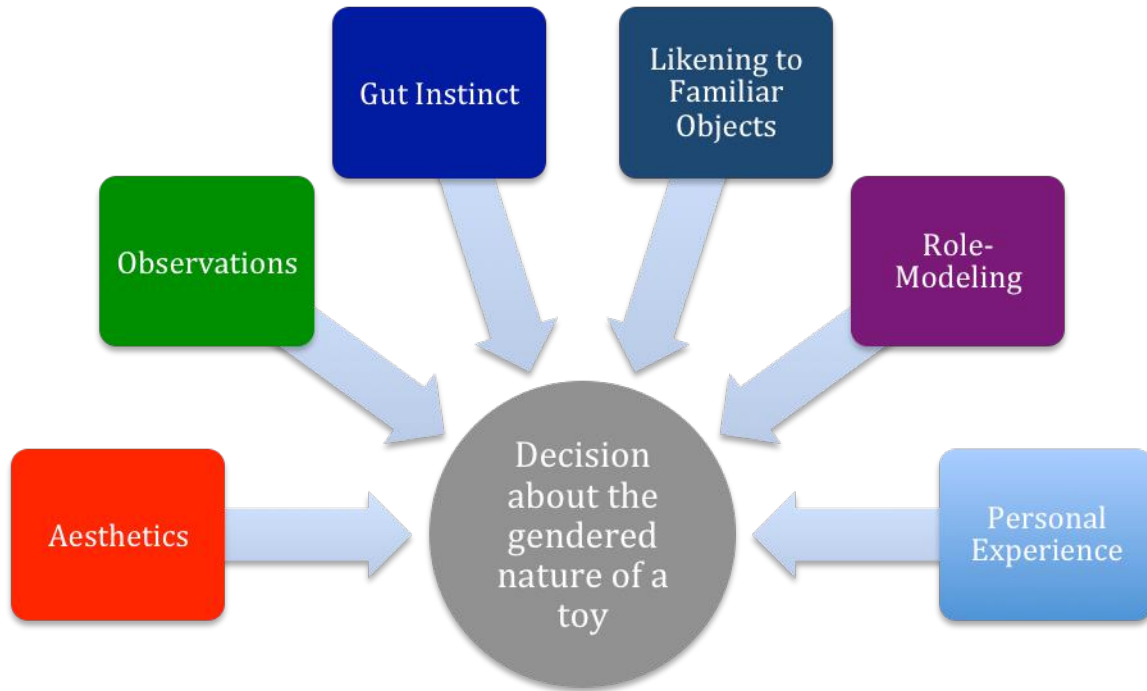 Gut Instinct
Likening to
Familiar
Objects
Observations
Role-
Modeling
Aesthetics
Decision
about the
gendered
nature of a
toy
Personal
Experience